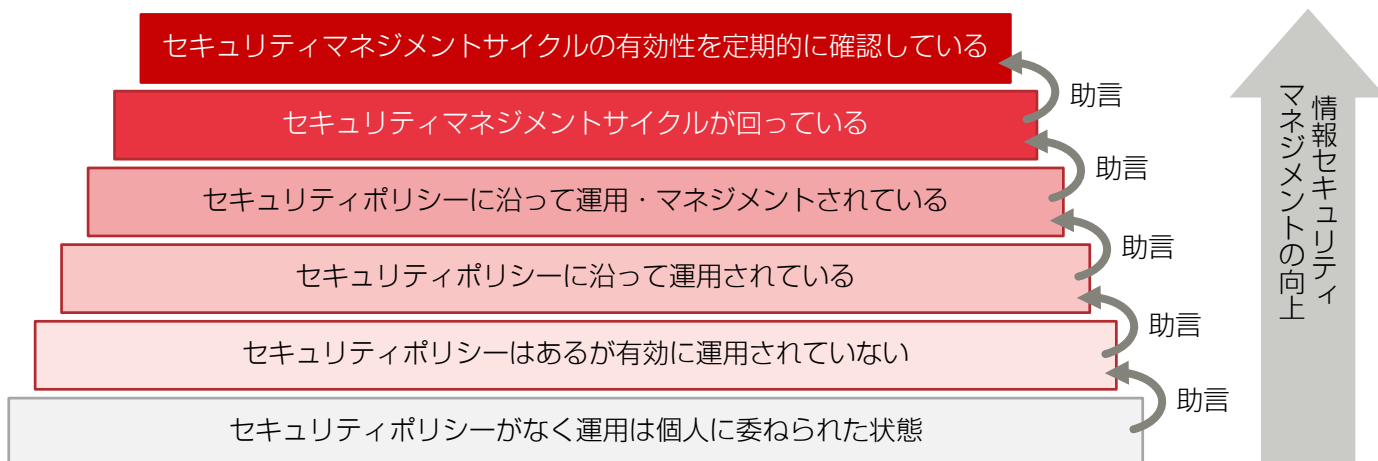 セキュリティマネジメントサイクルの有効性を定期的に確認している
助言
セキュリティマネジメントサイクルが回っている
助言
セキュリティポリシーに沿って運用・マネジメントされている
助言
セキュリティポリシーに沿って運用されている
助言
セキュリティポリシーはあるが有効に運用されていない
助言
セキュリティポリシーがなく運用は個人に委ねられた状態
情報セキュリティ
マネジメントの向上